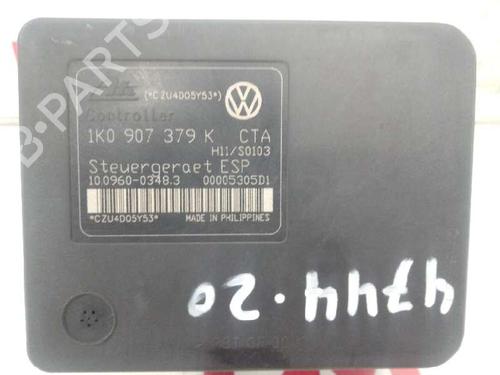 B-PARTS
(*CZU4D05Y53*)
Controller
1K0 907 379 K CTA
H11/S0103
Steuergeraet ESP
10.0960-0348.3 00005305D1
*CZU4D05Y53* MADE IN PHILIPPINES
4744.20